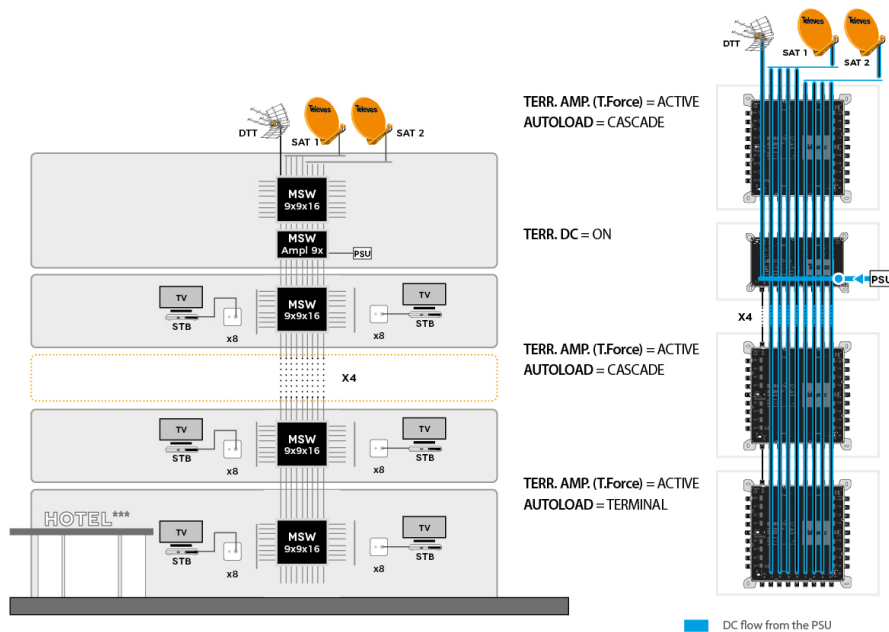 DTT
Televes
Televes
SAT 1
SAT 2
MSW
9x9x16
MSW
Ampl 9x
PSU
TV
STB
x8
MSW
9x9x16
x8
TV
STB
X4
TV
STB
x8
MSW
9x9x16
x8
TV
STB
HOTEL***
TV
STB
x8
MSW
9x9x16
x8
TV
STB
TERR. AMP. (T.Force) = ACTIVE
AUTOLOAD = CASCADE
TERR. DC = ON
TERR. AMP. (T.Force) = ACTIVE
AUTOLOAD = CASCADE
TERR. AMP. (T.Force) = ACTIVE
AUTOLOAD = TERMINAL
DTT
SAT 1
Televes
SAT 2
Televes
PSU
X4
DC flow from the PSU